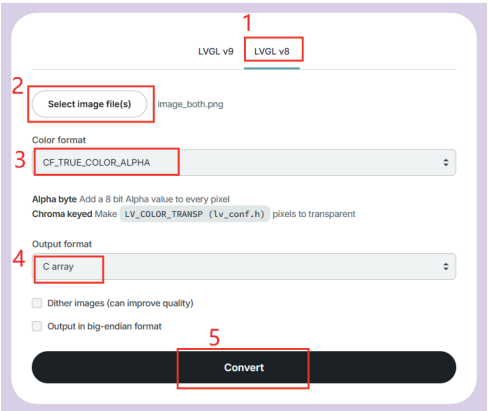 1
LVGL v9 LVGL v8
2
Select image file(s) image_both.png
Color format
3 CF_TRUE_COLOR_ALPHA
Alpha byte Add a 8 bit Alpha value to every pixel
Chroma keyed Make LV_COLOR_TRANSP (lv_conf.h) pixels to transparent
Output format
4 C array
Dither images (can improve quality)
Output in big-endian format
5
Convert